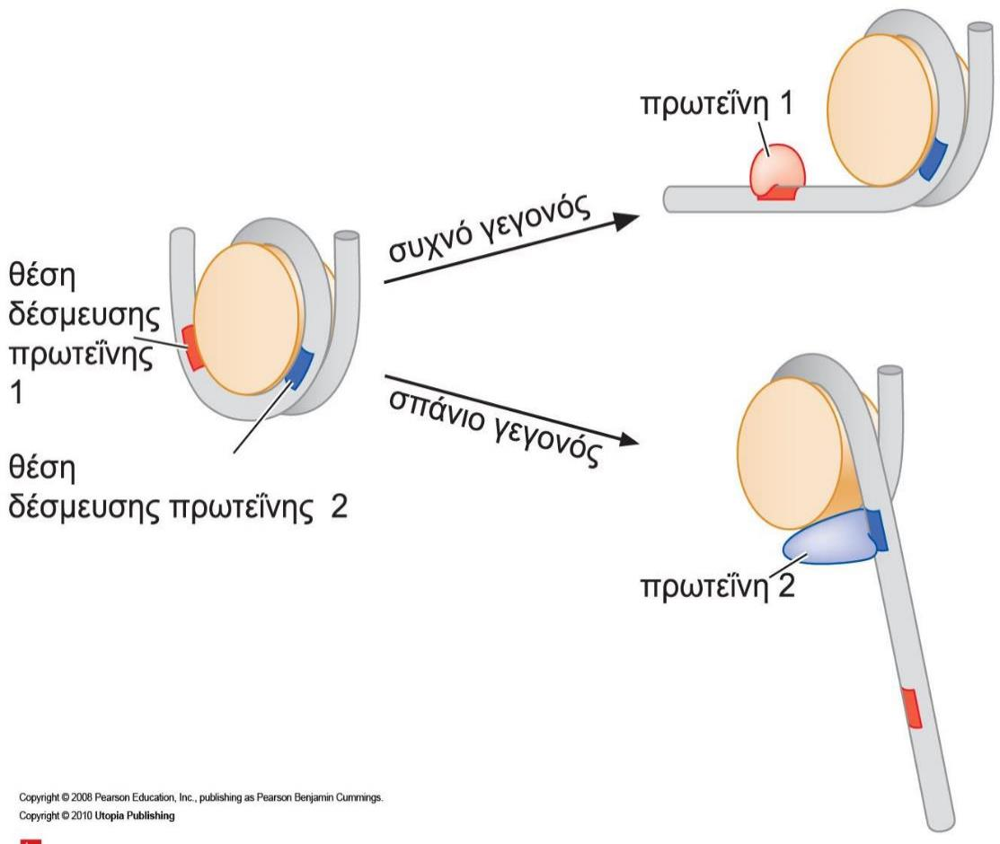 πρωτεΐνη 1
συχνό γεγονός
θέση
δέσμευσης
πρωτεΐνης
1
σπάνιο γεγονός
θέση
δέσμευσης πρωτεΐνης 2
πρωτεΐνη 2
Copyright © 2008 Pearson Education, Inc., publishing as Pearson Benjamin Cummings.
Copyright © 2010 Utopia Publishing